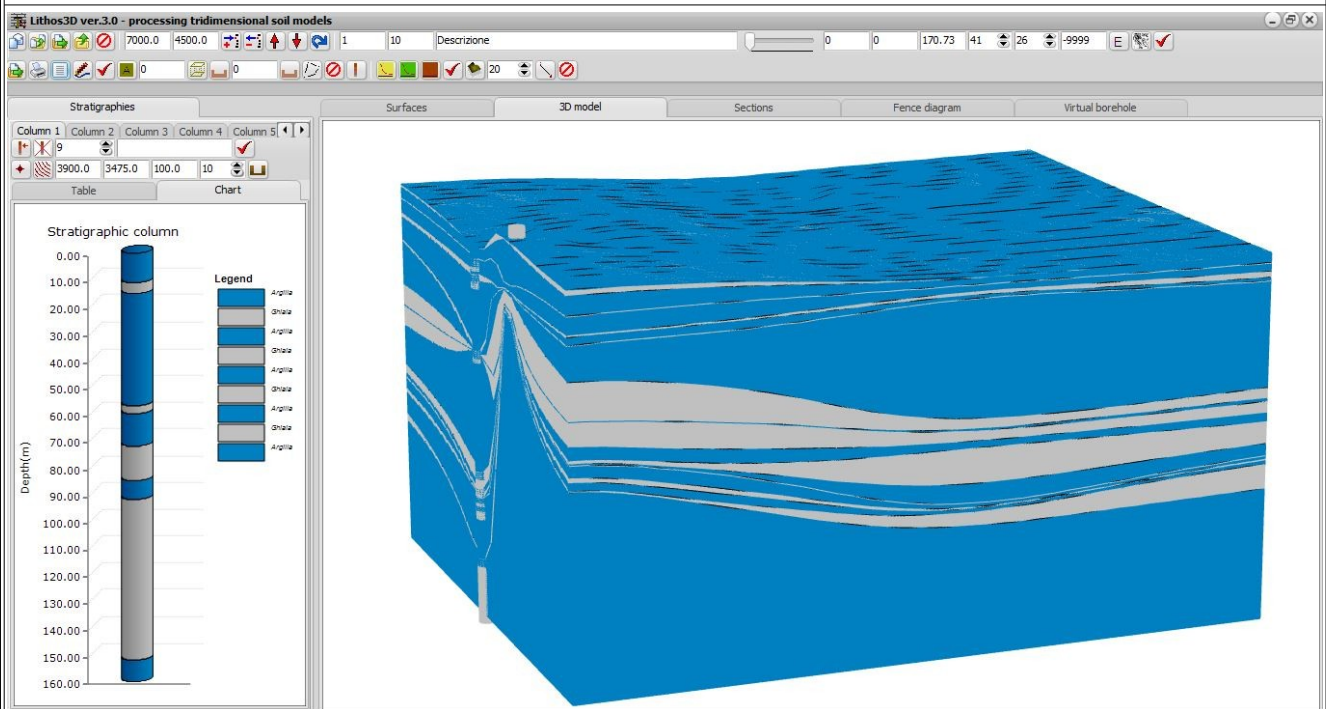 Lithos3D ver.3.0 - processing tridimensional soil models
7000.0 4500.0 1 10 Descrizione 0 0 170.73 41 26 -9999 E
A 0 0 20
Stratigraphies Surfaces 3D model Sections Fence diagram Virtual borehole
Column 1 Column 2 Column 3 Column 4 Column 5
9
3900.0 3475.0 100.0 10
Table Chart
Stratigraphic column
Legend
Argilla
Ghiaia
Argilla
Ghiaia
Argilla
Ghiaia
Argilla
Ghiaia
Argilla
Depth(m)
0.00
10.00
20.00
30.00
40.00
50.00
60.00
70.00
80.00
90.00
100.00
110.00
120.00
130.00
140.00
150.00
160.00